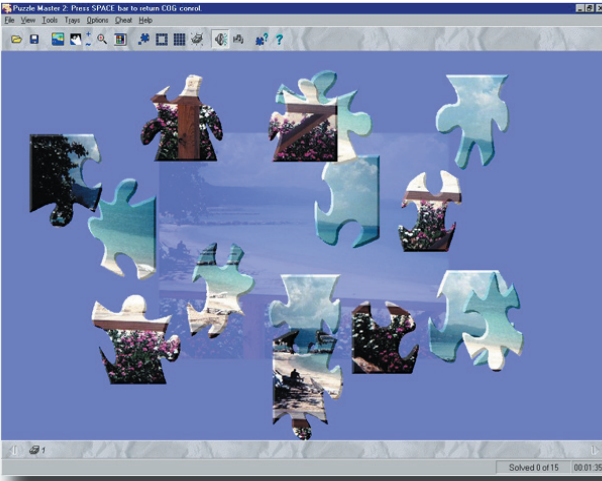 Puzzle Master 2: Press SPACE bar to return COG convol.
File View Tools Trays Options Cheat Help
1
Solved 0 of 15 00:01:35